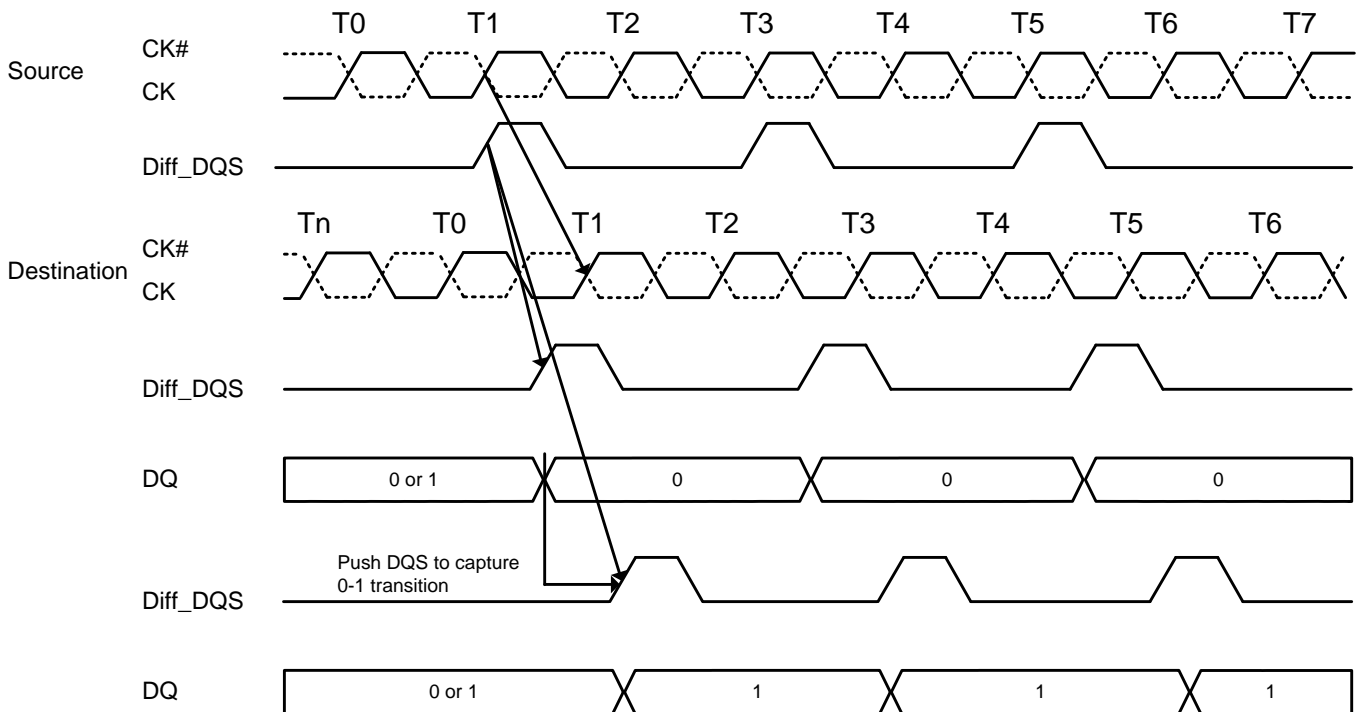 T0 T1 T2 T3 T4 T5 T6 T7
CK#
Source
CK
Diff_DQS
Tn T0 T1 T2 T3 T4 T5 T6
CK#
Destination
CK
Diff_DQS
DQ 0 or 1 0 0 0
Push DQS to capture
0-1 transition
Diff_DQS
DQ 0 or 1 1 1 1